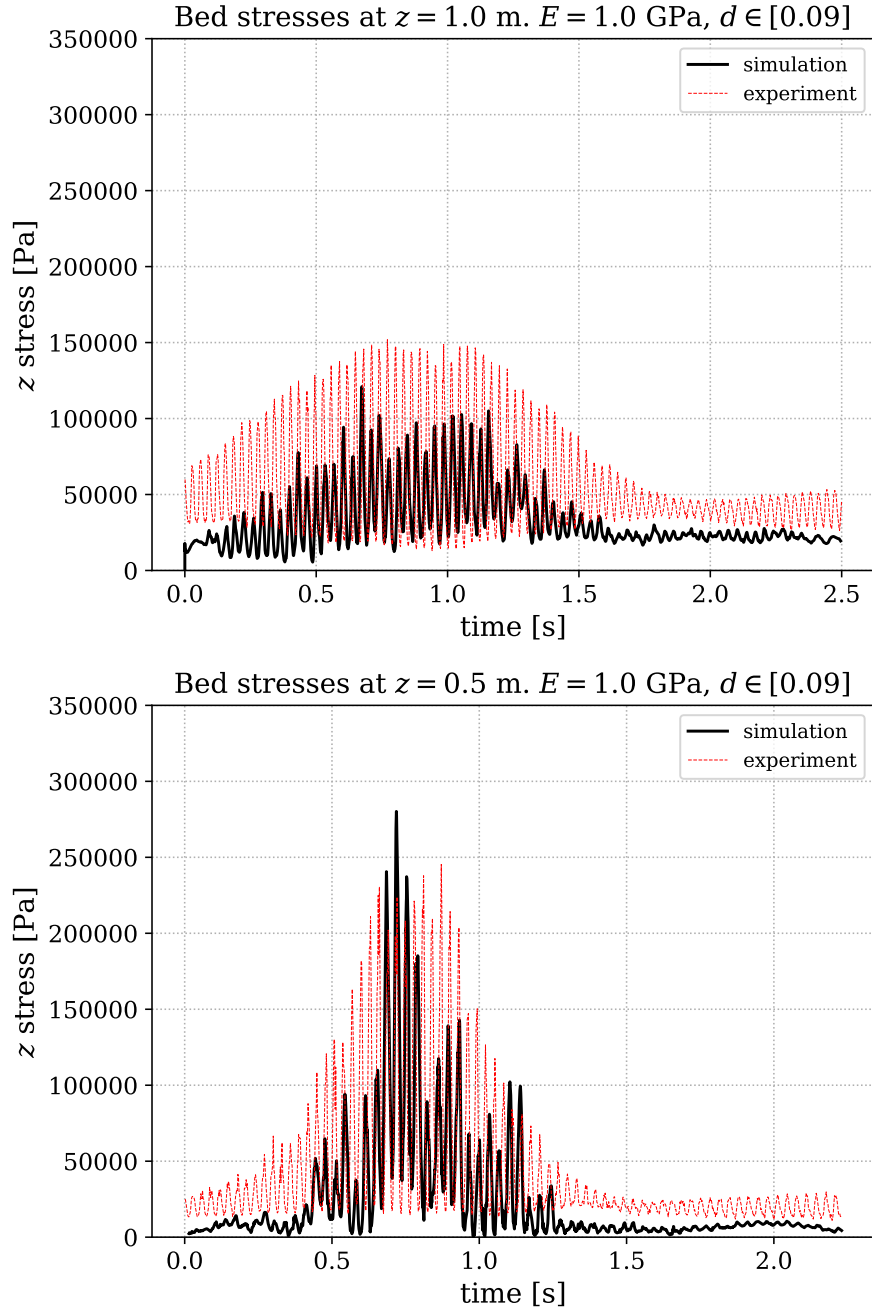 Bed stresses at z = 1.0 m. E = 1.0 GPa, d ∈ [0.09]
350000
300000
250000
200000
150000
100000
50000
0
z stress [Pa]
simulation
experiment
0.0 0.5 1.0 1.5 2.0 2.5
time [s]
Bed stresses at z = 0.5 m. E = 1.0 GPa, d ∈ [0.09]
350000
300000
250000
200000
150000
100000
50000
0
z stress [Pa]
simulation
experiment
0.0 0.5 1.0 1.5 2.0
time [s]